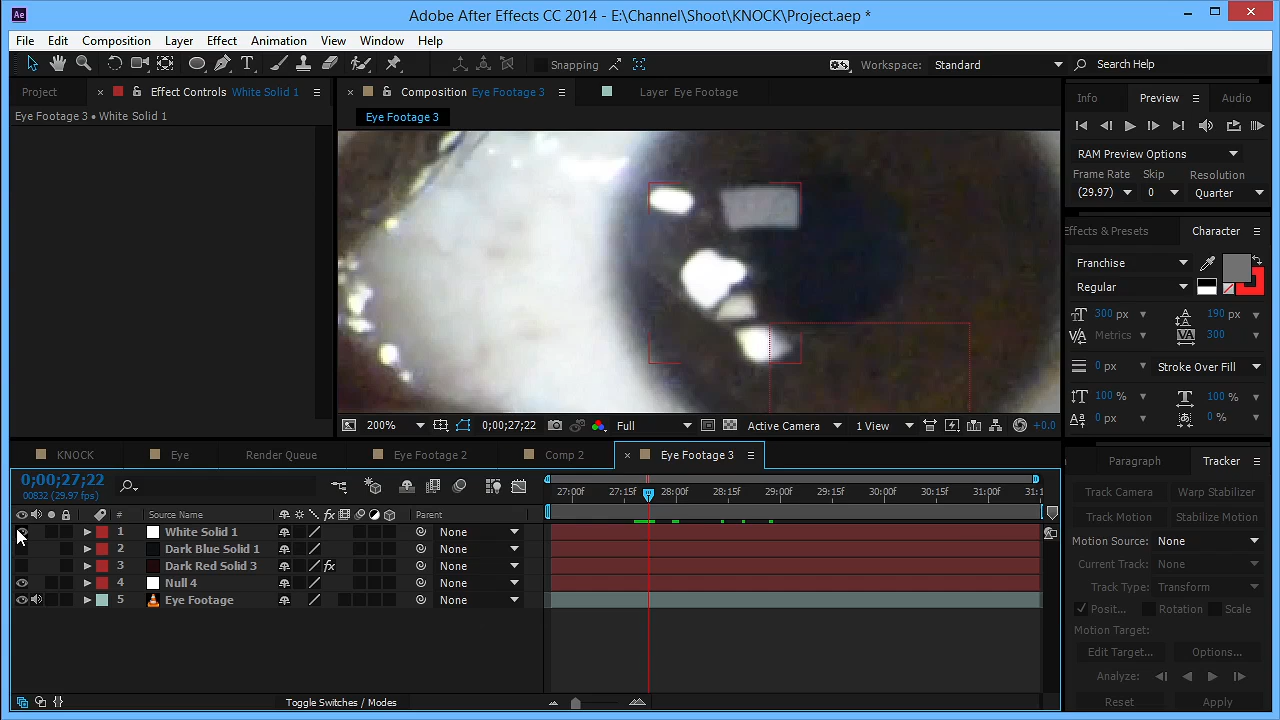 Ae
Adobe After Effects CC 2014 - E:\Channel\Shoot\KNOCK\Project.aep *
File Edit Composition Layer Effect Animation View Window Help
Snapping
Workspace: Standard
Search Help
Project
Effect Controls White Solid 1
Composition Eye Footage 3
Layer Eye Footage
Info Preview Audio
Eye Footage 3 • White Solid 1
Eye Footage 3
RAM Preview Options
Frame Rate Skip Resolution
(29.97) 0 Quarter
Effects & Presets Character
Franchise
Regular
300 px 190 px
Metrics 300
0 px Stroke Over Fill
100 % 100 %
0 px 0 %
200% 0;00;27;22 Full Active Camera 1 View +0.0
KNOCK Eye Render Queue Eye Footage 2 Comp 2 Eye Footage 3
Paragraph Tracker
0;00;27;22
00832 (29.97 fps)
27:00f 27:15f 28:00f 28:15f 29:00f 29:15f 30:00f 30:15f 31:00f 31:1
# Source Name fx Parent
1 White Solid 1 None
2 Dark Blue Solid 1 None
3 Dark Red Solid 3 fx None
4 Null 4 None
5 Eye Footage None
Track Camera Warp Stabilizer
Track Motion Stabilize Motion
Motion Source: None
Current Track: None
Track Type: Transform
Posit... Rotation Scale
Motion Target:
Edit Target... Options...
Analyze:
Reset Apply
Toggle Switches / Modes